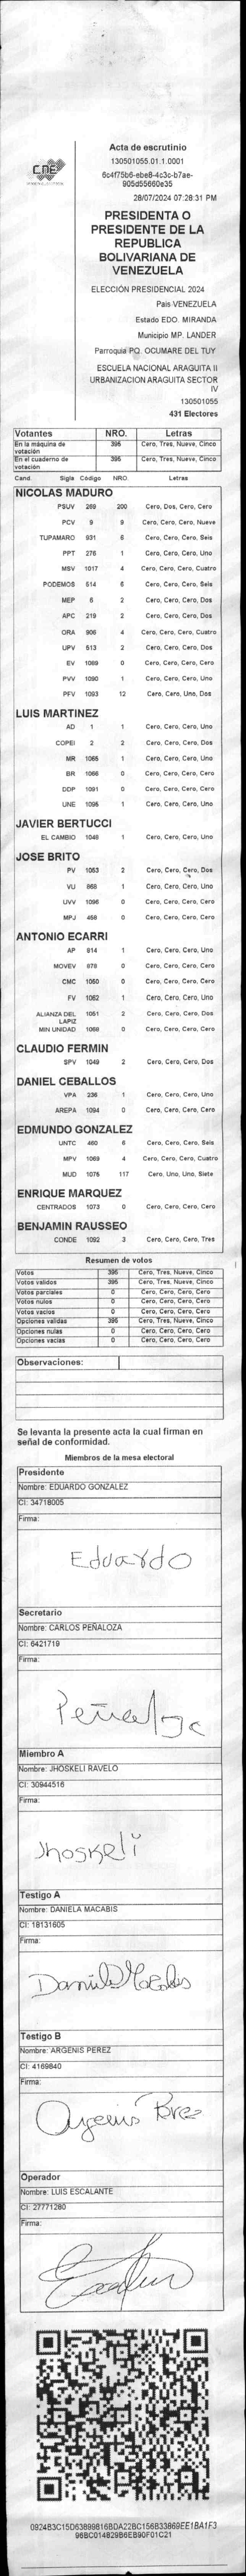 CNE
Acta de escrutinio
130501055.01.1.0001
6c4f75b6-ebe8-4c3c-b7ae-
905d55660e35
28/07/2024 07:28:31 PM
PRESIDENTA O
PRESIDENTE DE LA
REPUBLICA
BOLIVARIANA DE
VENEZUELA
ELECCIÓN PRESIDENCIAL 2024
Pais VENEZUELA
Estado EDO. MIRANDA
Municipio MP. LANDER
Parroquia PQ. OCUMARE DEL TUY
ESCUELA NACIONAL ARAGUITA II
URBANIZACION ARAGUITA SECTOR
IV
130501055
431 Electores
Votantes NRO. Letras
En la máquina de votación 395 Cero, Tres, Nueve, Cinco
En el cuaderno de votación 395 Cero, Tres, Nueve, Cinco
Cand. Sigla Código NRO. Letras
NICOLAS MADURO
PSUV 269 200 Cero, Dos, Cero, Cero
PCV 9 9 Cero, Cero, Cero, Nueve
TUPAMARO 931 6 Cero, Cero, Cero, Seis
PPT 276 1 Cero, Cero, Cero, Uno
MSV 1017 4 Cero, Cero, Cero, Cuatro
PODEMOS 514 6 Cero, Cero, Cero, Seis
MEP 6 2 Cero, Cero, Cero, Dos
APC 219 2 Cero, Cero, Cero, Dos
ORA 906 4 Cero, Cero, Cero, Cuatro
UPV 513 2 Cero, Cero, Cero, Dos
EV 1089 0 Cero, Cero, Cero, Cero
PVV 1090 1 Cero, Cero, Cero, Uno
PFV 1093 12 Cero, Cero, Uno, Dos
LUIS MARTINEZ
AD 1 1 Cero, Cero, Cero, Uno
COPEI 2 2 Cero, Cero, Cero, Dos
MR 1065 1 Cero, Cero, Cero, Uno
BR 1066 0 Cero, Cero, Cero, Cero
DDP 1091 0 Cero, Cero, Cero, Cero
UNE 1095 1 Cero, Cero, Cero, Uno
JAVIER BERTUCCI
EL CAMBIO 1048 1 Cero, Cero, Cero, Uno
JOSE BRITO
PV 1053 2 Cero, Cero, Cero, Dos
VU 868 1 Cero, Cero, Cero, Uno
UVV 1096 0 Cero, Cero, Cero, Cero
MPJ 458 0 Cero, Cero, Cero, Cero
ANTONIO ECARRI
AP 814 1 Cero, Cero, Cero, Uno
MOVEV 878 0 Cero, Cero, Cero, Cero
CMC 1050 0 Cero, Cero, Cero, Cero
FV 1062 1 Cero, Cero, Cero, Uno
ALIANZA DEL LAPIZ 1051 2 Cero, Cero, Cero, Dos
MIN UNIDAD 1068 0 Cero, Cero, Cero, Cero
CLAUDIO FERMIN
SPV 1049 2 Cero, Cero, Cero, Dos
DANIEL CEBALLOS
VPA 236 1 Cero, Cero, Cero, Uno
AREPA 1094 0 Cero, Cero, Cero, Cero
EDMUNDO GONZALEZ
UNTC 460 6 Cero, Cero, Cero, Seis
MPV 1069 4 Cero, Cero, Cero, Cuatro
MUD 1075 117 Cero, Uno, Uno, Siete
ENRIQUE MARQUEZ
CENTRADOS 1073 0 Cero, Cero, Cero, Cero
BENJAMIN RAUSSEO
CONDE 1092 3 Cero, Cero, Cero, Tres
Resumen de votos
Votos 395 Cero, Tres, Nueve, Cinco
Votos validos 395 Cero, Tres, Nueve, Cinco
Votos parciales 0 Cero, Cero, Cero, Cero
Votos nulos 0 Cero, Cero, Cero, Cero
Votos vacios 0 Cero, Cero, Cero, Cero
Opciones validas 395 Cero, Tres, Nueve, Cinco
Opciones nulas 0 Cero, Cero, Cero, Cero
Opciones vacias 0 Cero, Cero, Cero, Cero
Observaciones:
Se levanta la presente acta la cual firman en
señal de conformidad.
Miembros de la mesa electoral
Presidente
Nombre: EDUARDO GONZALEZ
CI: 34718005
Firma:
Eduardo
Secretario
Nombre: CARLOS PEÑALOZA
CI: 6421719
Firma:
Miembro A
Nombre: JHOSKELI RAVELO
CI: 30944516
Firma:
Jhoskeli
Testigo A
Nombre: DANIELA MACABIS
CI: 18131605
Firma:
Testigo B
Nombre: ARGENIS PEREZ
CI: 4169840
Firma:
Operador
Nombre: LUIS ESCALANTE
CI: 27771280
Firma:
0924B3C15D63899816BDA22BC156B33869EE1BA1F3
96BC014829B6EB90F01C21